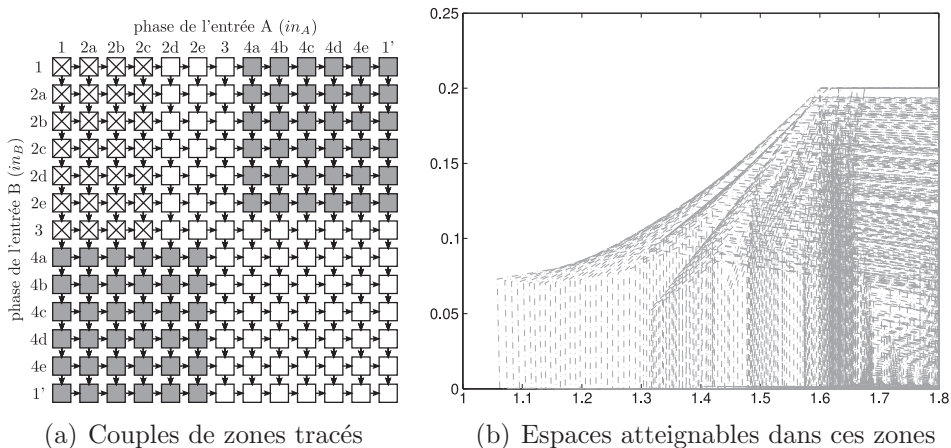 phase de l'entrée A (in_A)
1 2a 2b 2c 2d 2e 3 4a 4b 4c 4d 4e 1'
phase de l'entrée B (in_B)
1
2a
2b
2c
2d
2e
3
4a
4b
4c
4d
4e
1'
(a) Couples de zones tracés
0.25
0.2
0.15
0.1
0.05
0
1 1.1 1.2 1.3 1.4 1.5 1.6 1.7 1.8
(b) Espaces atteignables dans ces zones